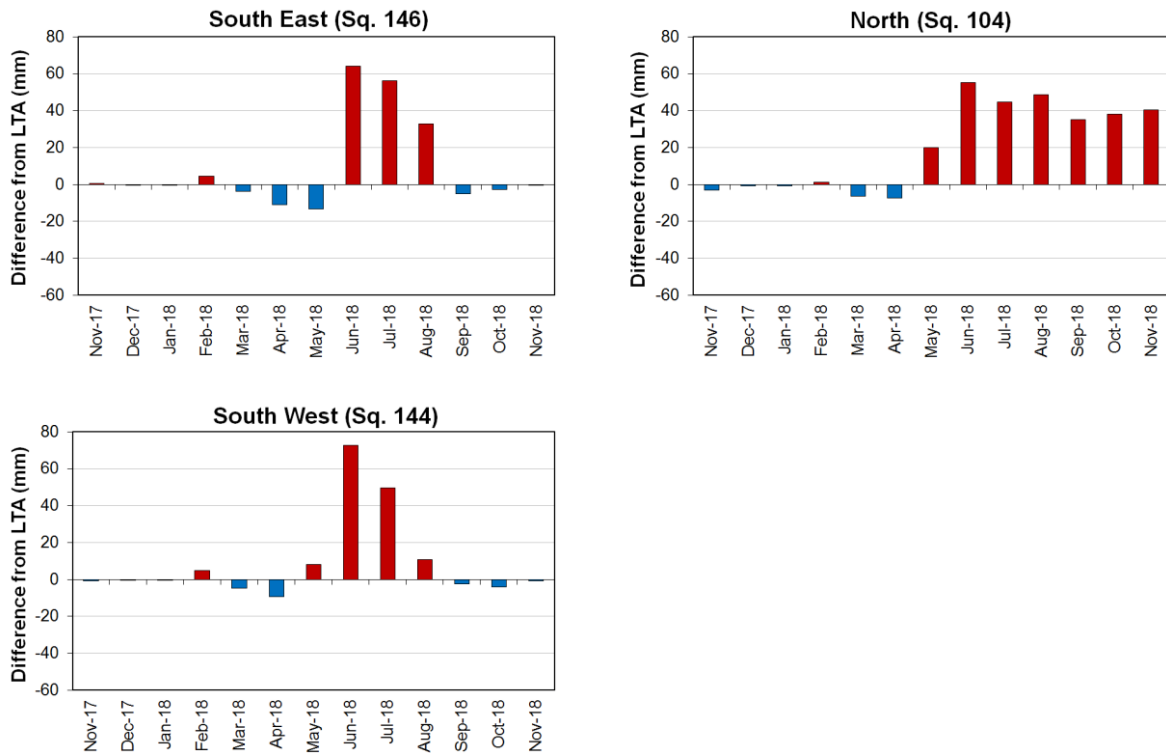 South East (Sq. 146)
Difference from LTA (mm)
80
60
40
20
0
-20
-40
-60
Nov-17
Dec-17
Jan-18
Feb-18
Mar-18
Apr-18
May-18
Jun-18
Jul-18
Aug-18
Sep-18
Oct-18
Nov-18
North (Sq. 104)
Difference from LTA (mm)
80
60
40
20
0
-20
-40
-60
Nov-17
Dec-17
Jan-18
Feb-18
Mar-18
Apr-18
May-18
Jun-18
Jul-18
Aug-18
Sep-18
Oct-18
Nov-18
South West (Sq. 144)
Difference from LTA (mm)
80
60
40
20
0
-20
-40
-60
Nov-17
Dec-17
Jan-18
Feb-18
Mar-18
Apr-18
May-18
Jun-18
Jul-18
Aug-18
Sep-18
Oct-18
Nov-18